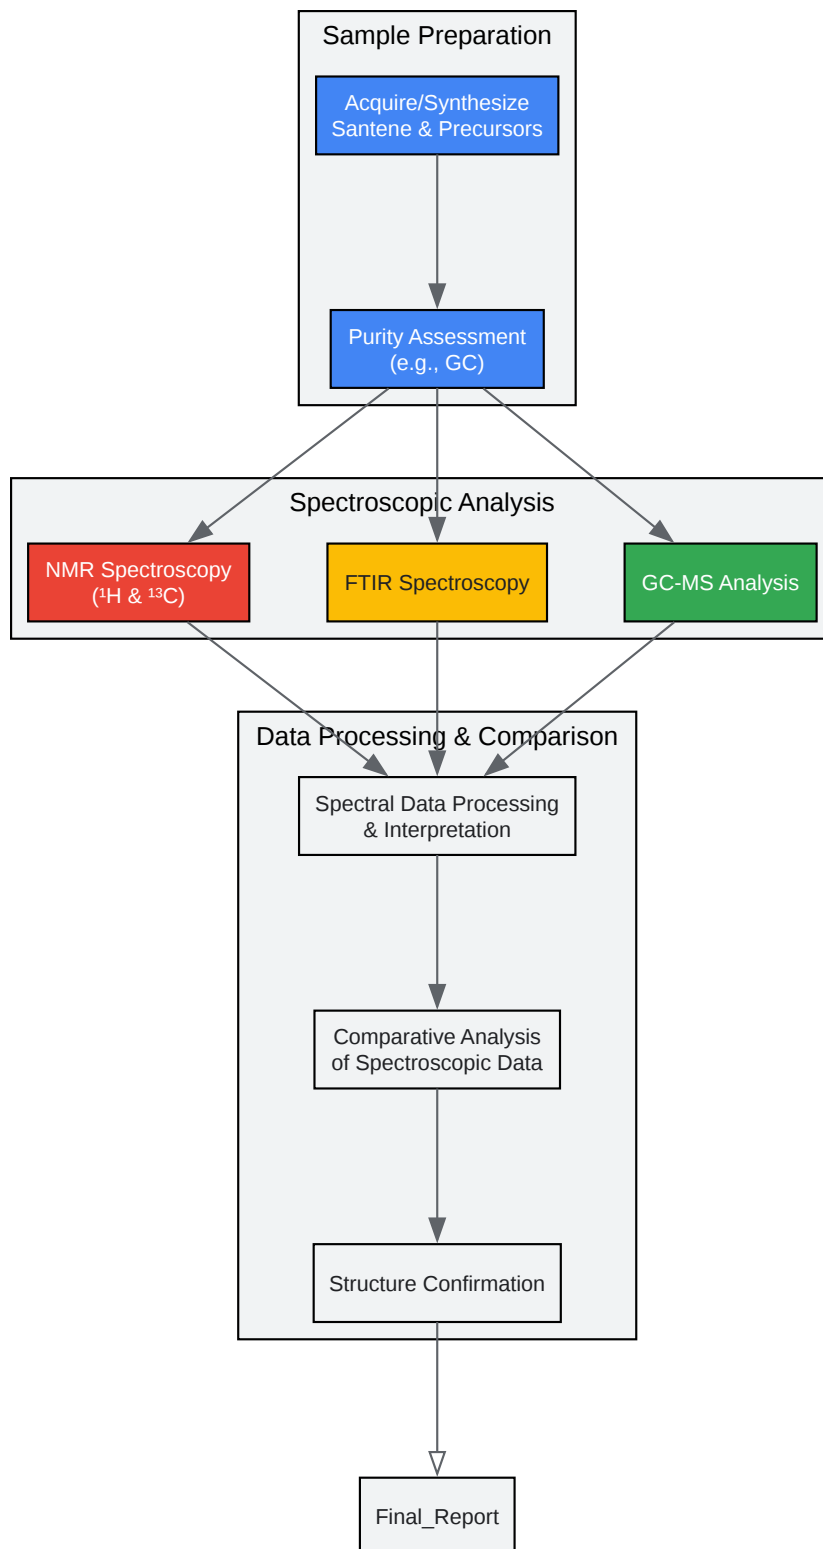 Sample Preparation
Acquire/Synthesize
Santene & Precursors
Purity Assessment
(e.g., GC)
Spectroscopic Analysis
NMR Spectroscopy
(¹H & ¹³C)
FTIR Spectroscopy
GC-MS Analysis
Data Processing & Comparison
Spectral Data Processing
& Interpretation
Comparative Analysis
of Spectroscopic Data
Structure Confirmation
Final_Report